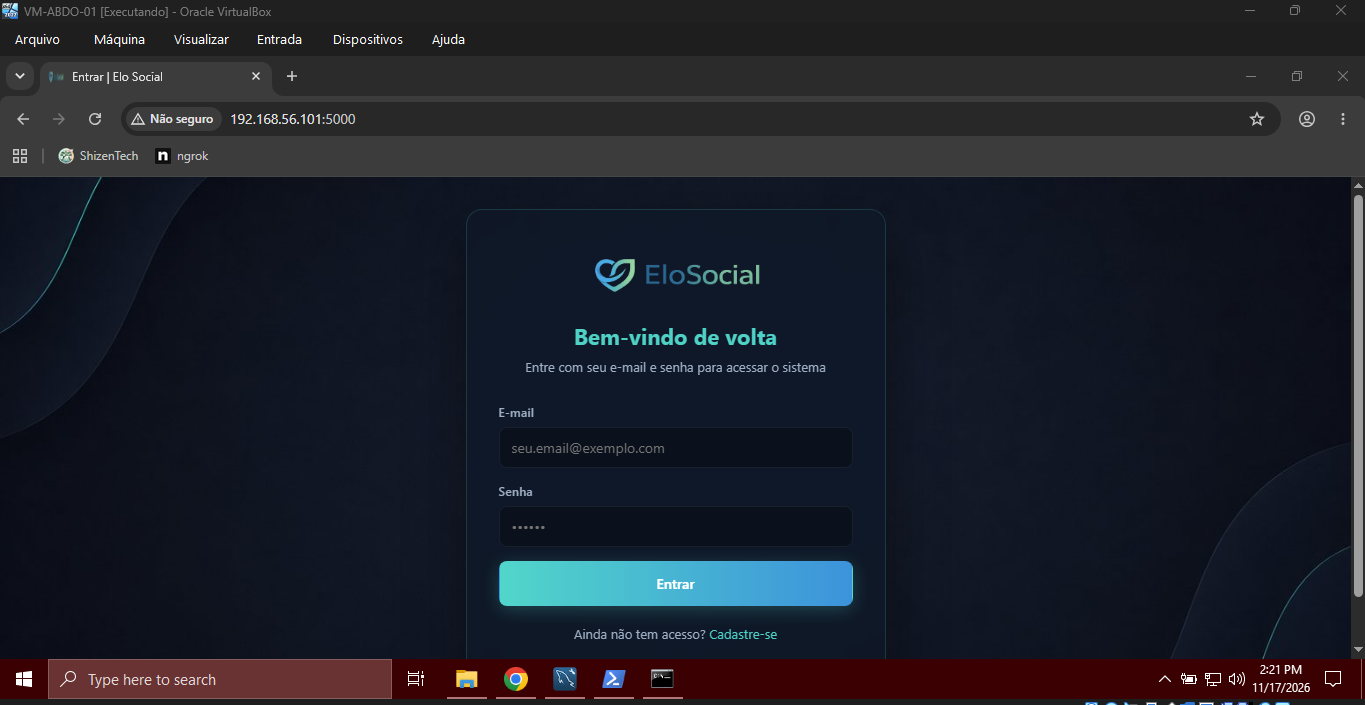 VM-ABDO-01 [Executando] - Oracle VirtualBox
Arquivo Máquina Visualizar Entrada Dispositivos Ajuda
Entrar | Elo Social
Não seguro 192.168.56.101:5000
ShizenTech ngrok
EloSocial
Bem-vindo de volta
Entre com seu e-mail e senha para acessar o sistema
E-mail
seu.email@exemplo.com
Senha
••••••
Entrar
Ainda não tem acesso? Cadastre-se
Type here to search
2:21 PM
11/17/2026